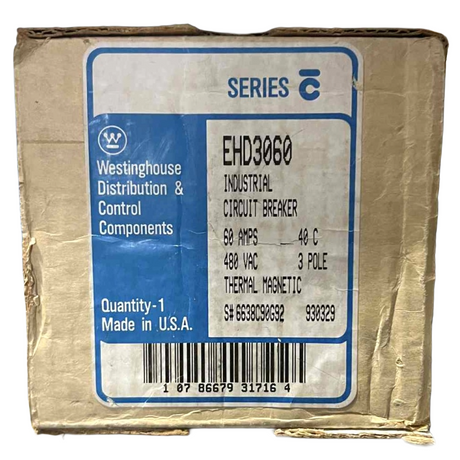 SERIES C
W
Westinghouse
Distribution &
Control
Components
Quantity-1
Made in U.S.A.
EHD3060
INDUSTRIAL
CIRCUIT BREAKER
60 AMPS 40 C
480 VAC 3 POLE
THERMAL MAGNETIC
S# 6638C90G92 930329
1 07 86679 31716 4